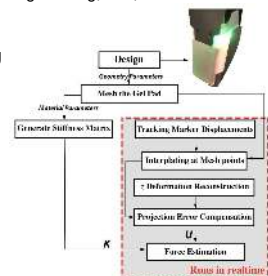 Design
Geometry Parameters
Mesh the Gel Pad
Material Parameters
Generate Stiffness Matrix
Tracking Marker Displacements
Interplating at Mesh points
z Deformation Reconstruction
Projection Error Compensation
U
K
Force Estimation
Runs in realtime